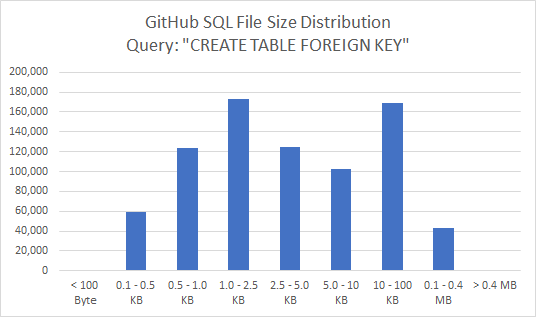 GitHub SQL File Size Distribution
Query: "CREATE TABLE FOREIGN KEY"
200,000
180,000
160,000
140,000
120,000
100,000
80,000
60,000
40,000
20,000
0
< 100 Byte
0.1 - 0.5 KB
0.5 - 1.0 KB
1.0 - 2.5 KB
2.5 - 5.0 KB
5.0 - 10 KB
10 - 100 KB
0.1 - 0.4 MB
> 0.4 MB